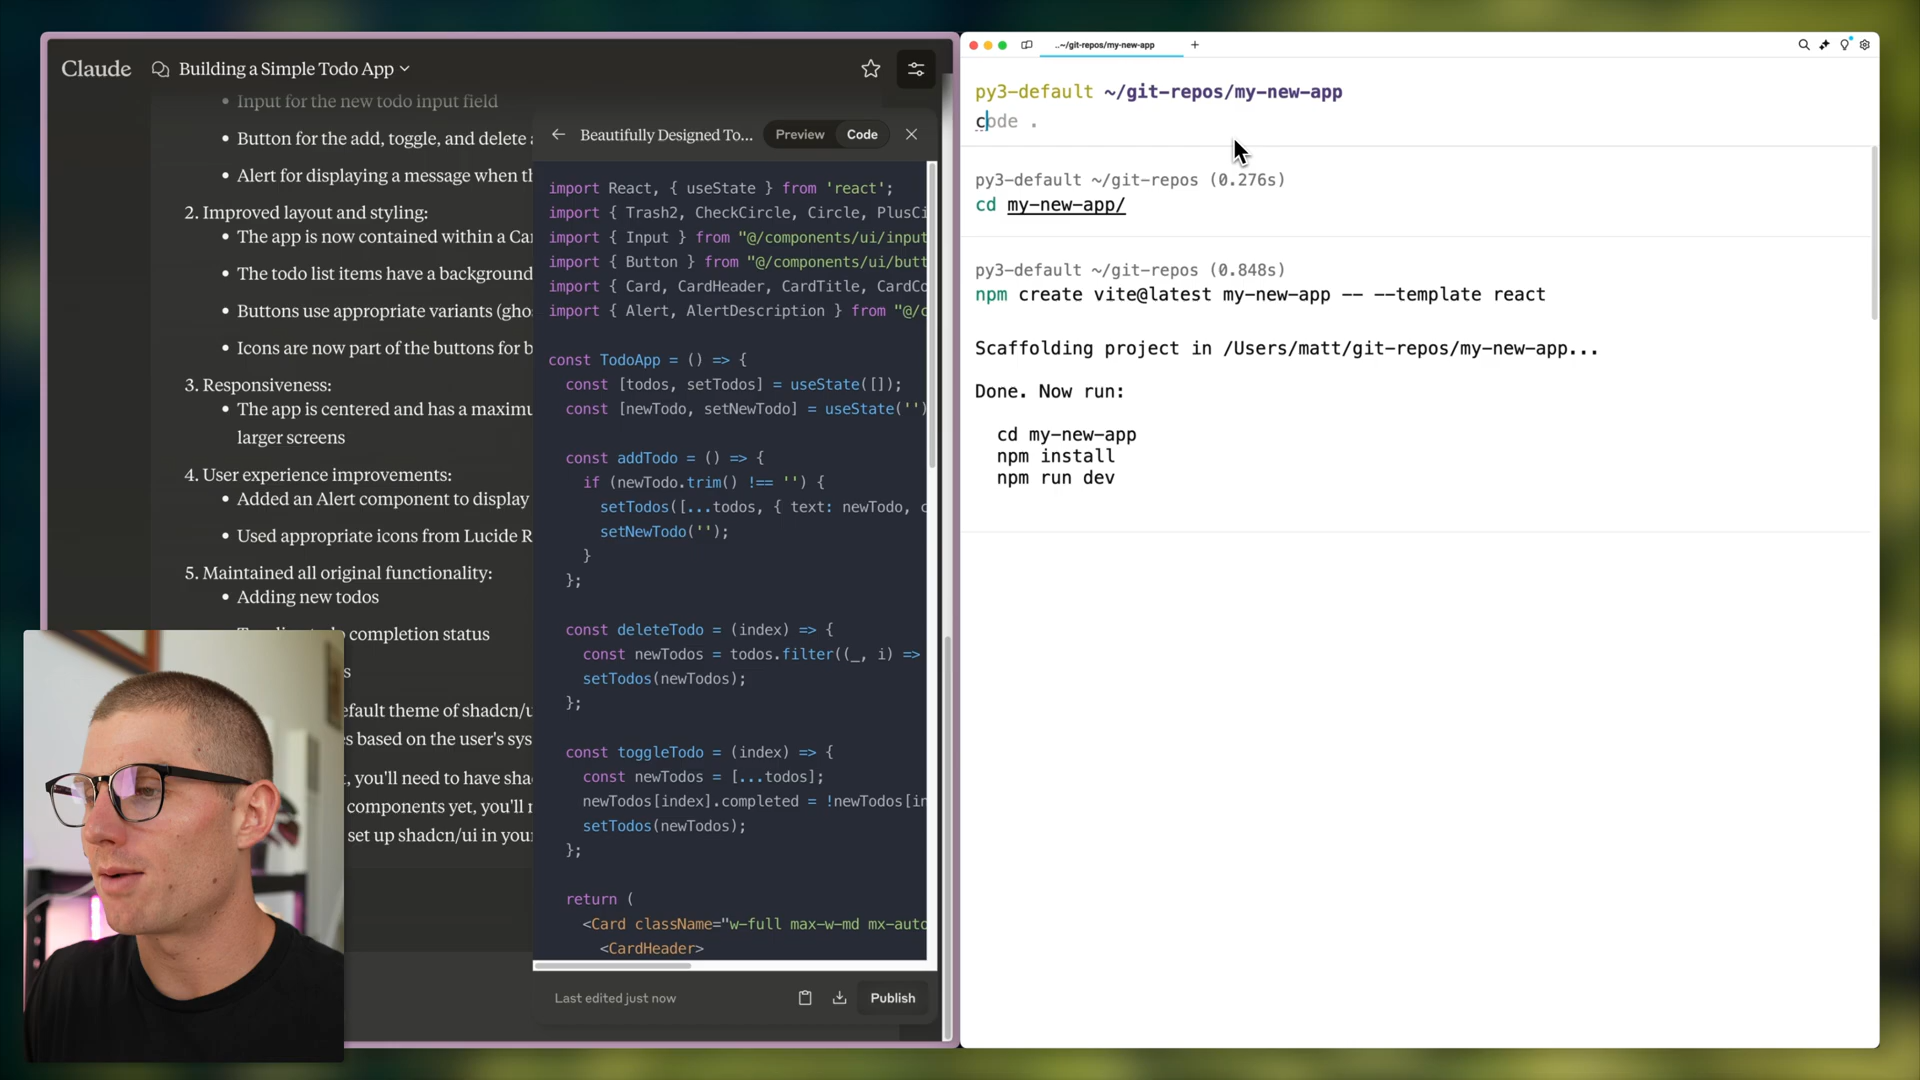 Claude
Building a Simple Todo App
Input for the new todo input field
Button for the add, toggle, and delete
Alert for displaying a message when th
2. Improved layout and styling:
The app is now contained within a Car
The todo list items have a background
Buttons use appropriate variants (ghos
Icons are now part of the buttons for b
3. Responsiveness:
The app is centered and has a maximu
larger screens
4. User experience improvements:
Added an Alert component to display
Used appropriate icons from Lucide R
5. Maintained all original functionality:
Adding new todos
completion status
s
efault theme of shadcn/u
s based on the user's sys
, you'll need to have shad
components yet, you'll n
set up shadcn/ui in your
Beautifully Designed To...
Preview
Code
import React, { useState } from 'react';
import { Trash2, CheckCircle, Circle, PlusCi
import { Input } from "@/components/ui/input
import { Button } from "@/components/ui/butt
import { Card, CardHeader, CardTitle, CardCo
import { Alert, AlertDescription } from "@/c
const TodoApp = () => {
const [todos, setTodos] = useState([]);
const [newTodo, setNewTodo] = useState('')
const addTodo = () => {
if (newTodo.trim() !== '') {
setTodos([...todos, { text: newTodo, c
setNewTodo('');
}
};
const deleteTodo = (index) => {
const newTodos = todos.filter((_, i) =>
setTodos(newTodos);
};
const toggleTodo = (index) => {
const newTodos = [...todos];
newTodos[index].completed = !newTodos[in
setTodos(newTodos);
};
return (
<Card className="w-full max-w-md mx-auto
<CardHeader>
Last edited just now
Publish
..~/git-repos/my-new-app
py3-default ~/git-repos/my-new-app
code .
py3-default ~/git-repos (0.276s)
cd my-new-app/
py3-default ~/git-repos (0.848s)
npm create vite@latest my-new-app -- --template react
Scaffolding project in /Users/matt/git-repos/my-new-app...
Done. Now run:
cd my-new-app
npm install
npm run dev